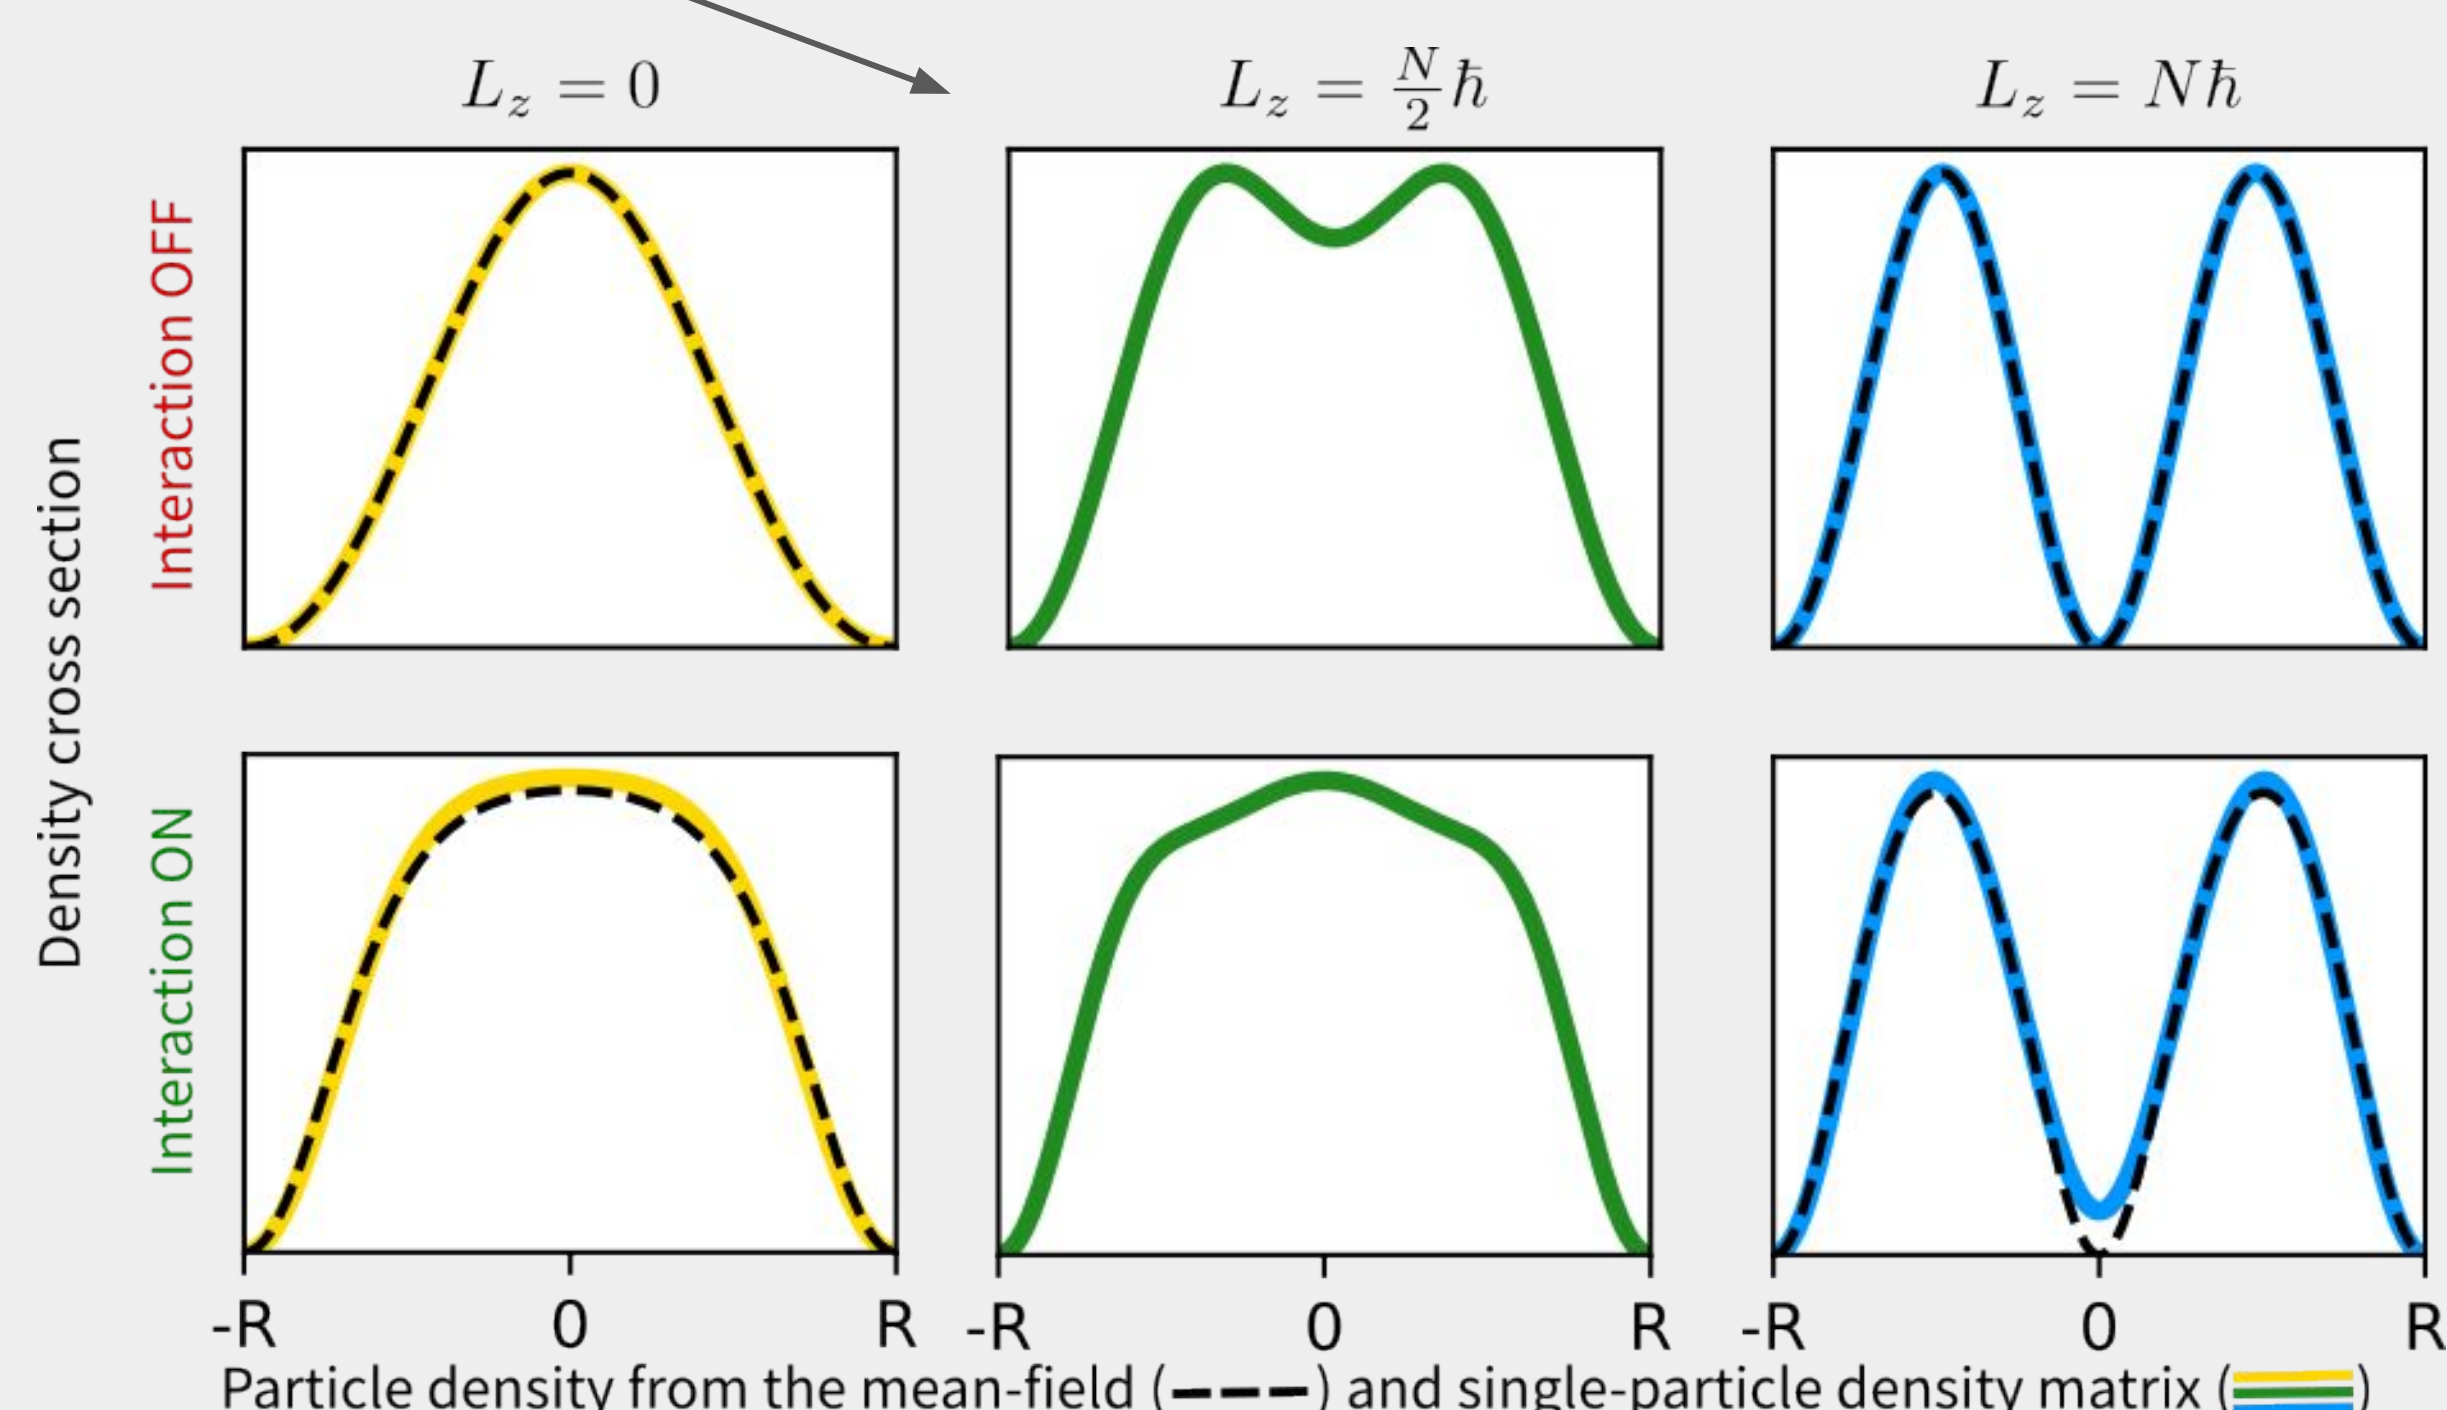 L_z = 0
L_z = N/2 ħ
L_z = Nħ
Density cross section
Interaction OFF
Interaction ON
-R 0 R -R 0 R -R 0 R
Particle density from the mean-field (----) and single-particle density matrix ( )